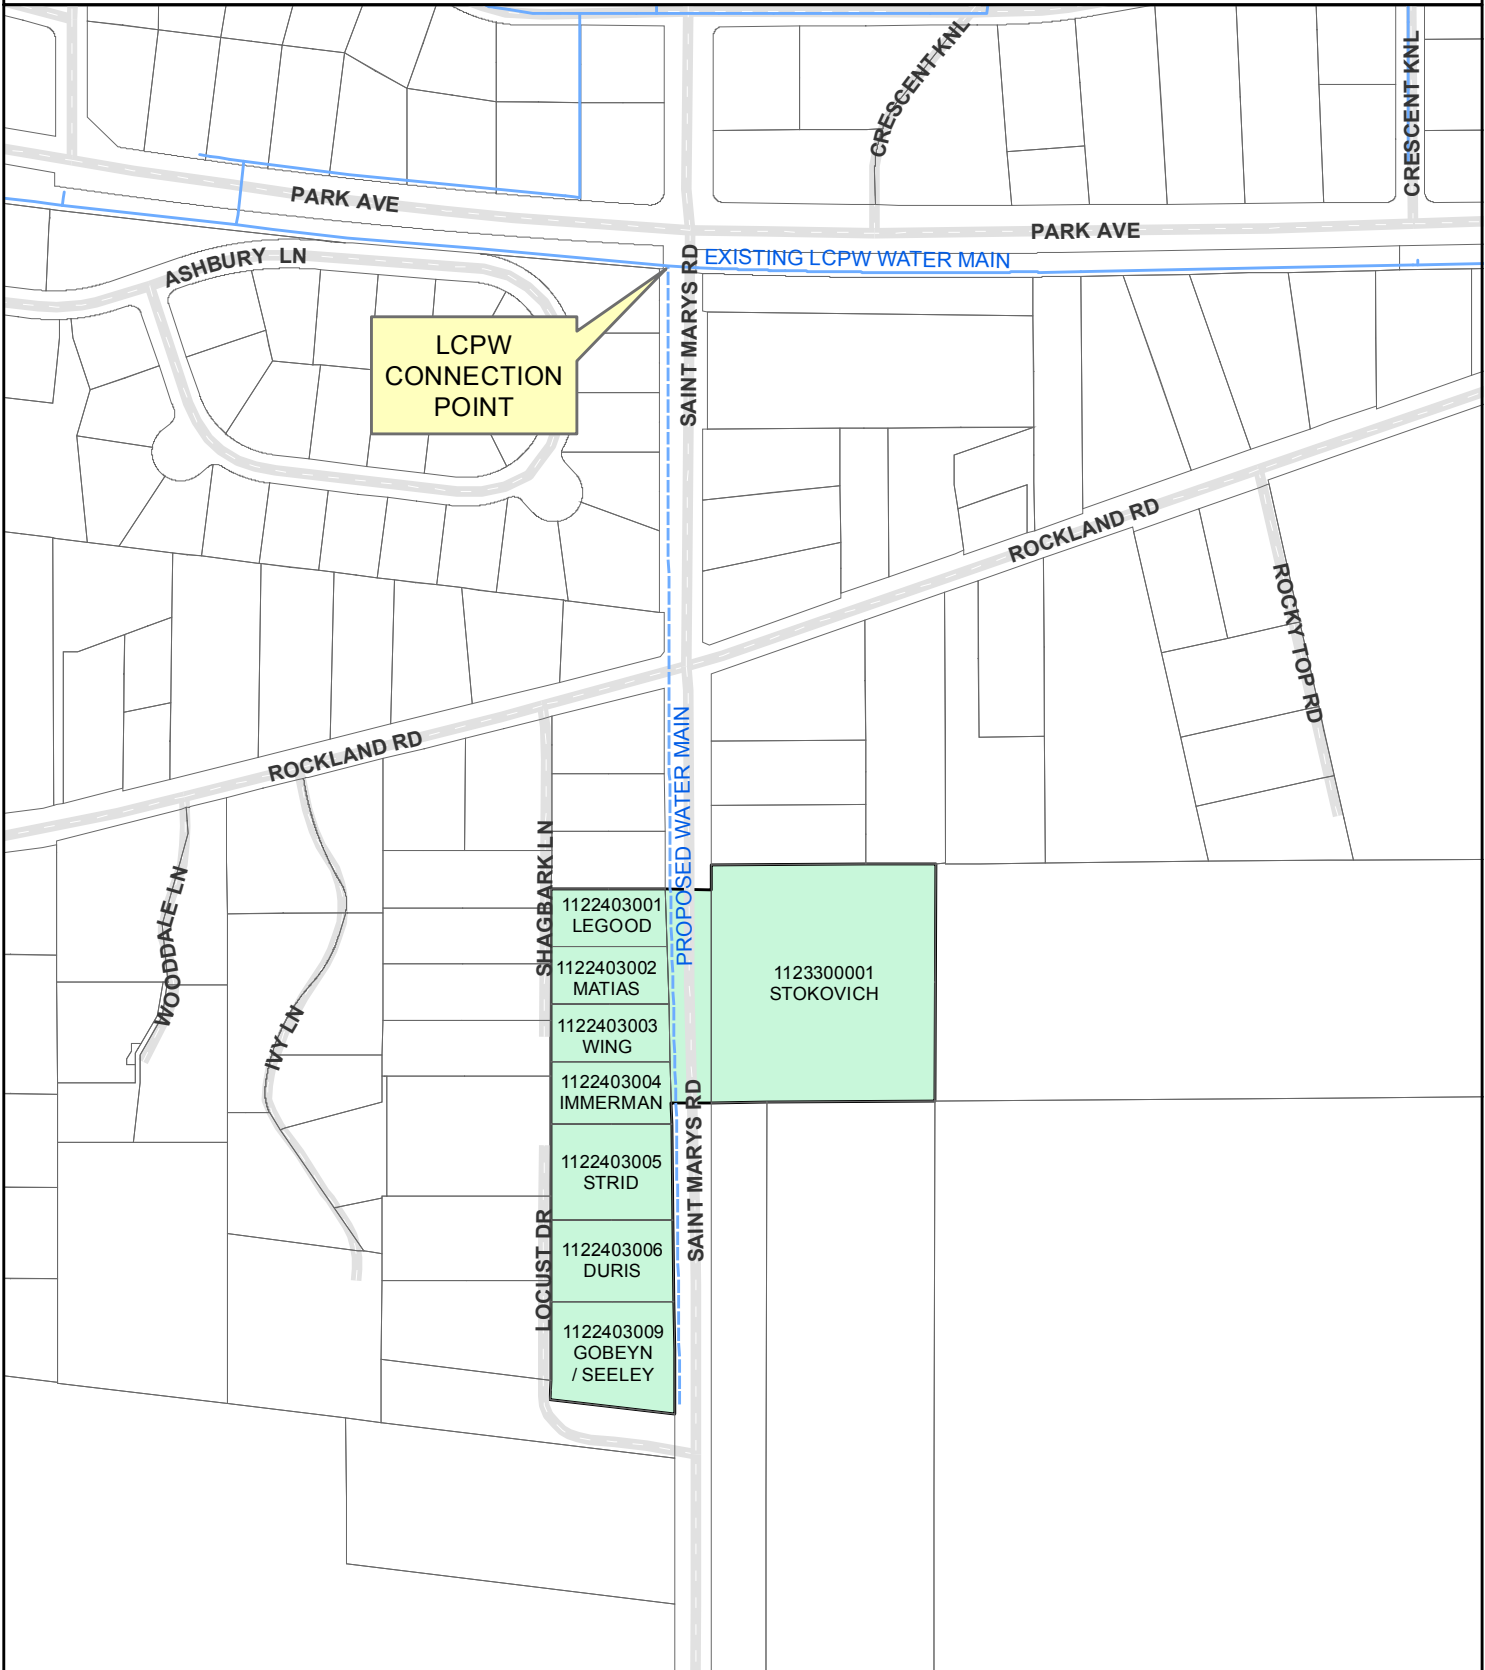 CRESCENT KNL
CRESCENT KNL
PARK AVE
PARK AVE
ASHBURY LN
EXISTING LCPW WATER MAIN
SAINT MARYS RD
LCPW
CONNECTION
POINT
ROCKLAND RD
ROCKY TOP RD
ROCKLAND RD
PROPOSED WATER MAIN
SHAGBARK LN
WOODDALE LN
IVY LN
1122403001
LEGOOD
1122403002
MATIAS
1122403003
WING
1122403004
IMMERMAN
1123300001
STOKOVICH
SAINT MARYS RD
1122403005
STRID
LOCUST DR
1122403006
DURIS
1122403009
GOBEYN
/ SEELEY